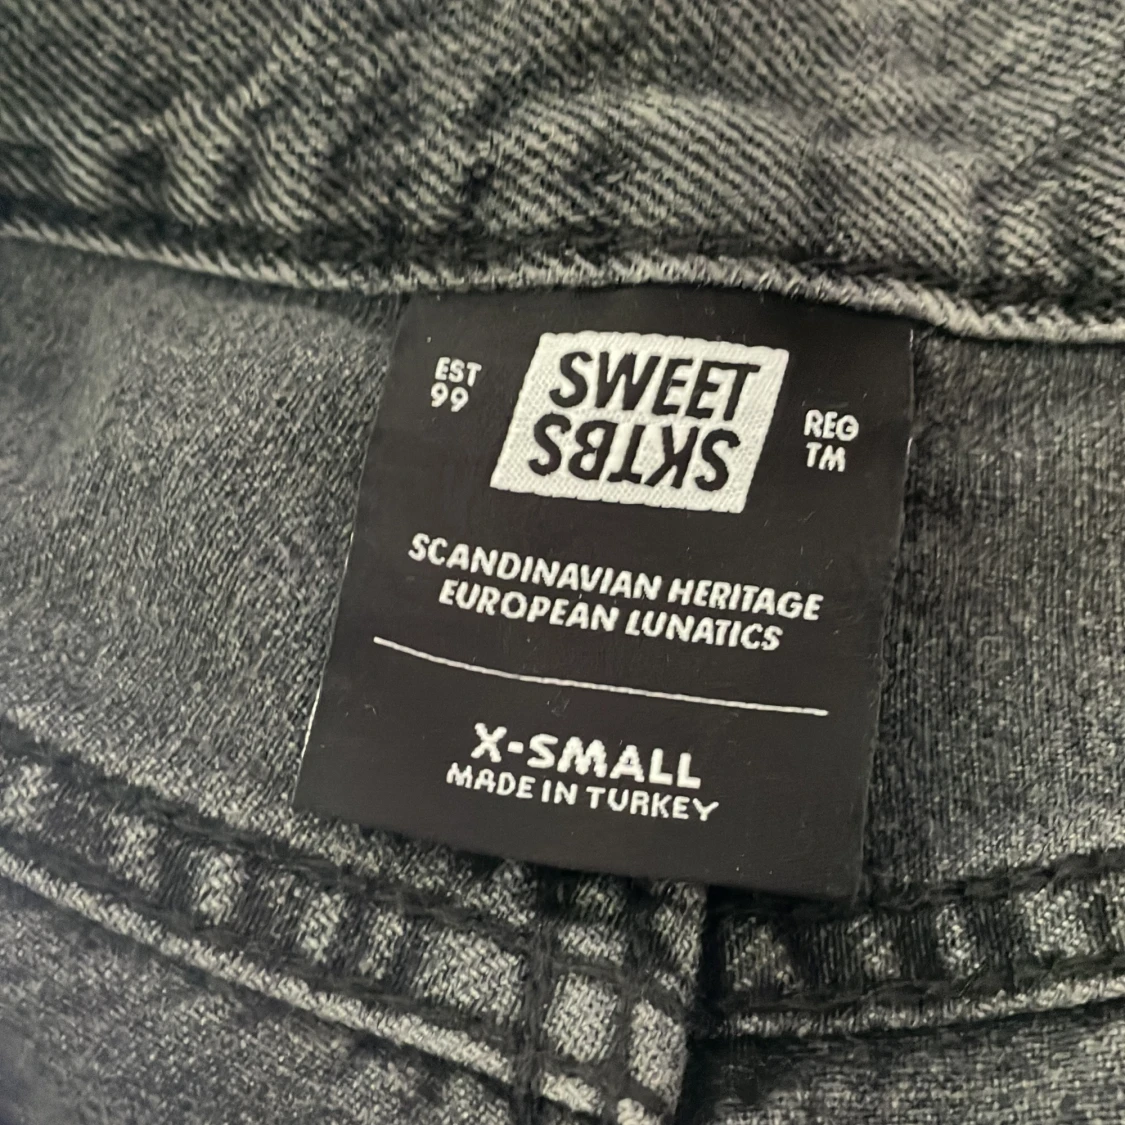 EST
99
SWEET
SKTBS
REG
TM
SCANDINAVIAN HERITAGE
EUROPEAN LUNATICS
X-SMALL
MADE IN TURKEY